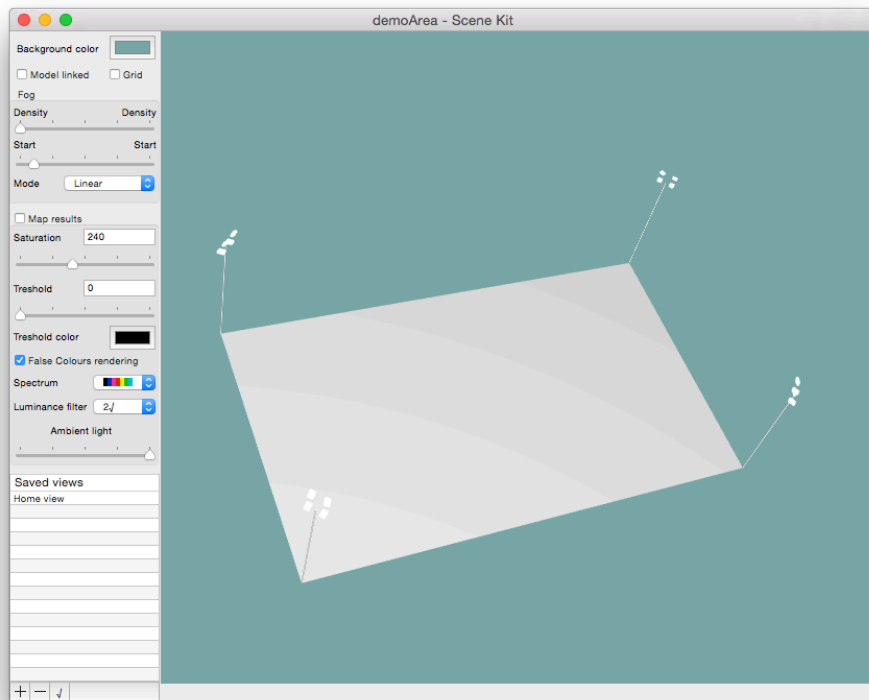 demoArea - Scene Kit
Background color
Model linked Grid
Fog
Density Density
Start Start
Mode Linear
Map results
Saturation 240
Treshold 0
Treshold color
False Colours rendering
Spectrum
Luminance filter 2√
Ambient light
Saved views
Home view
+ − √